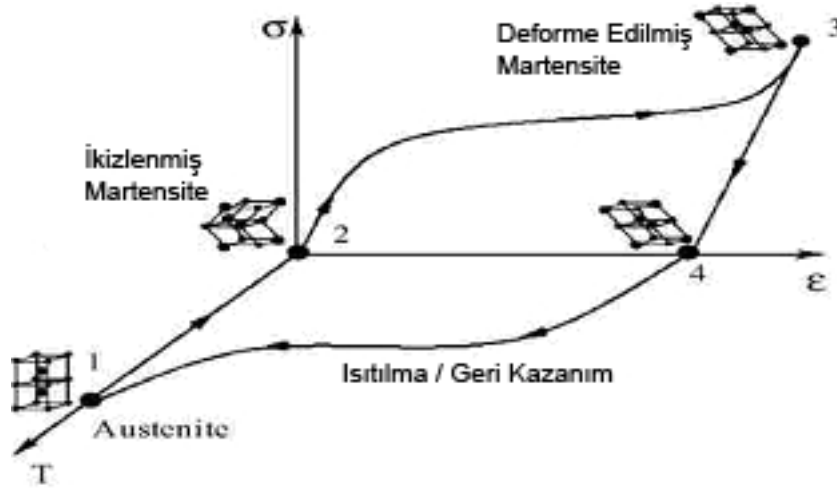 σ
Deforme Edilmiş
Martensite
3
İkizlenmiş
Martensite
2
4
ε
1
Isıtılma / Geri Kazanım
Austenite
T